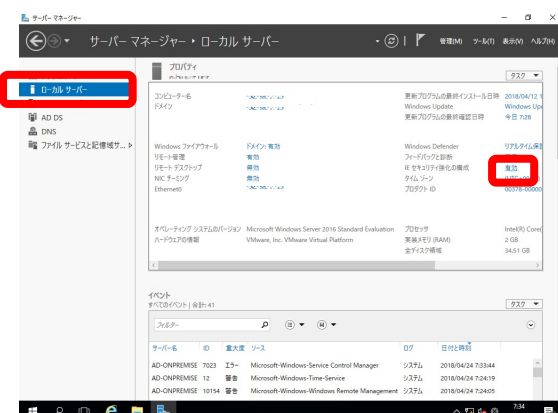 サーバー マネージャー
サーバー マネージャー ・ ローカル サーバー
管理(M) ツール(T) 表示(V) ヘルプ(H)
ローカル サーバー
AD DS
DNS
ファイル サービスと記憶域サ...
プロパティ
タスク
コンピューター名
ドメイン
更新プログラムの最終インストール日時 2018/04/12 1
Windows Update Windows Up
更新プログラムの最終確認日時 今日 7:28
Windows ファイアウォール ドメイン: 有効
リモート管理 有効
リモート デスクトップ 無効
NIC チーミング 無効
Ethernet0
Windows Defender リアルタイム保
フィードバックと診断
IE セキュリティ強化の構成 有効
タイム ゾーン
プロダクト ID 00378-00000
オペレーティング システムのバージョン Microsoft Windows Server 2016 Standard Evaluation
ハードウェアの情報 VMware, Inc. VMware Virtual Platform
プロセッサ Intel(R) Core(
実装メモリ (RAM) 2 GB
全ディスク領域 34.51 GB
イベント
すべてのイベント | 合計: 41
タスク
フィルター
サーバー名 ID 重大度 ソース ログ 日付と時刻
AD-ONPREMISE 7023 エラー Microsoft-Windows-Service Control Manager システム 2018/04/24 7:33:44
AD-ONPREMISE 12 警告 Microsoft-Windows-Time-Service システム 2018/04/24 7:24:19
AD-ONPREMISE 10154 警告 Microsoft-Windows-Windows Remote Management システム 2018/04/24 7:24:05
7:34